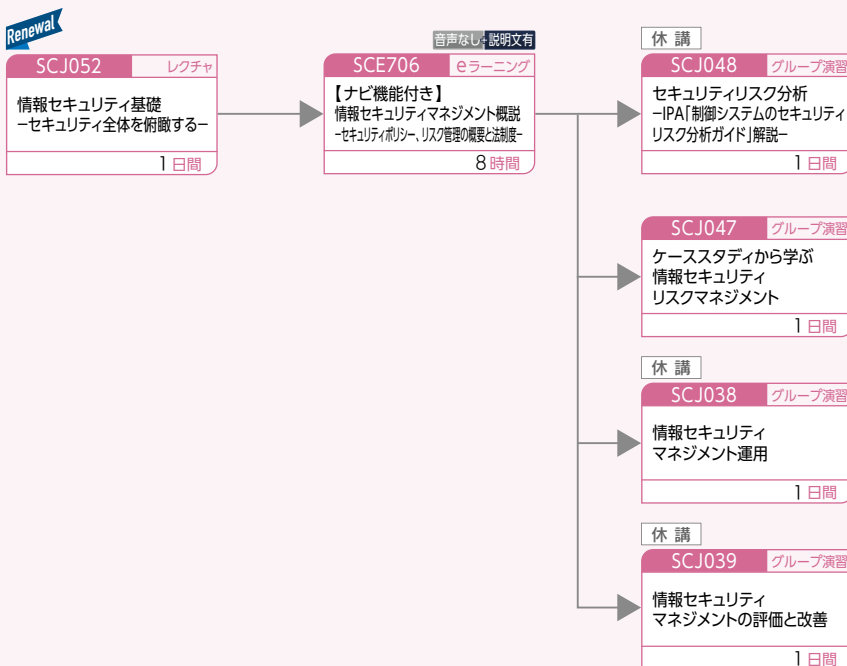 Renewal
SCJ052 レクチャ
情報セキュリティ基礎
−セキュリティ全体を俯瞰する−
1日間
音声なし+説明文有
SCE706 eラーニング
【ナビ機能付き】
情報セキュリティマネジメント概説
−セキュリティポリシー、リスク管理の概要と法制度−
8時間
休 講
SCJ048 グループ演習
セキュリティリスク分析
−IPA「制御システムのセキュリティ
リスク分析ガイド」解説−
1日間
SCJ047 グループ演習
ケーススタディから学ぶ
情報セキュリティ
リスクマネジメント
1日間
休 講
SCJ038 グループ演習
情報セキュリティ
マネジメント運用
1日間
休 講
SCJ039 グループ演習
情報セキュリティ
マネジメントの評価と改善
1日間